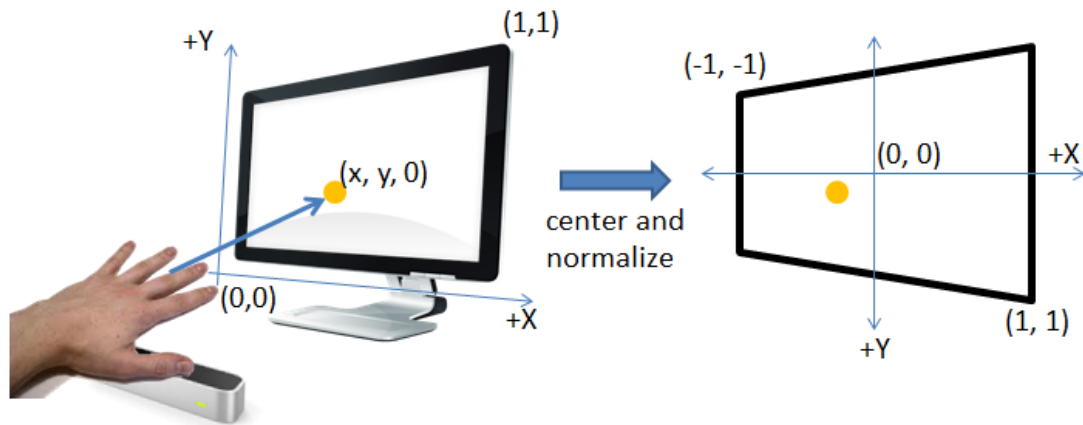 +Y
(1,1)
(x, y, 0)
(0,0)
+X
center and
normalize
(-1, -1)
(0, 0)
+X
(1, 1)
+Y